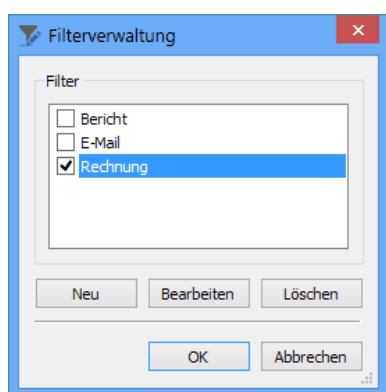 Filterverwaltung
Filter
Bericht
E-Mail
Rechnung
Neu Bearbeiten Löschen
OK Abbrechen